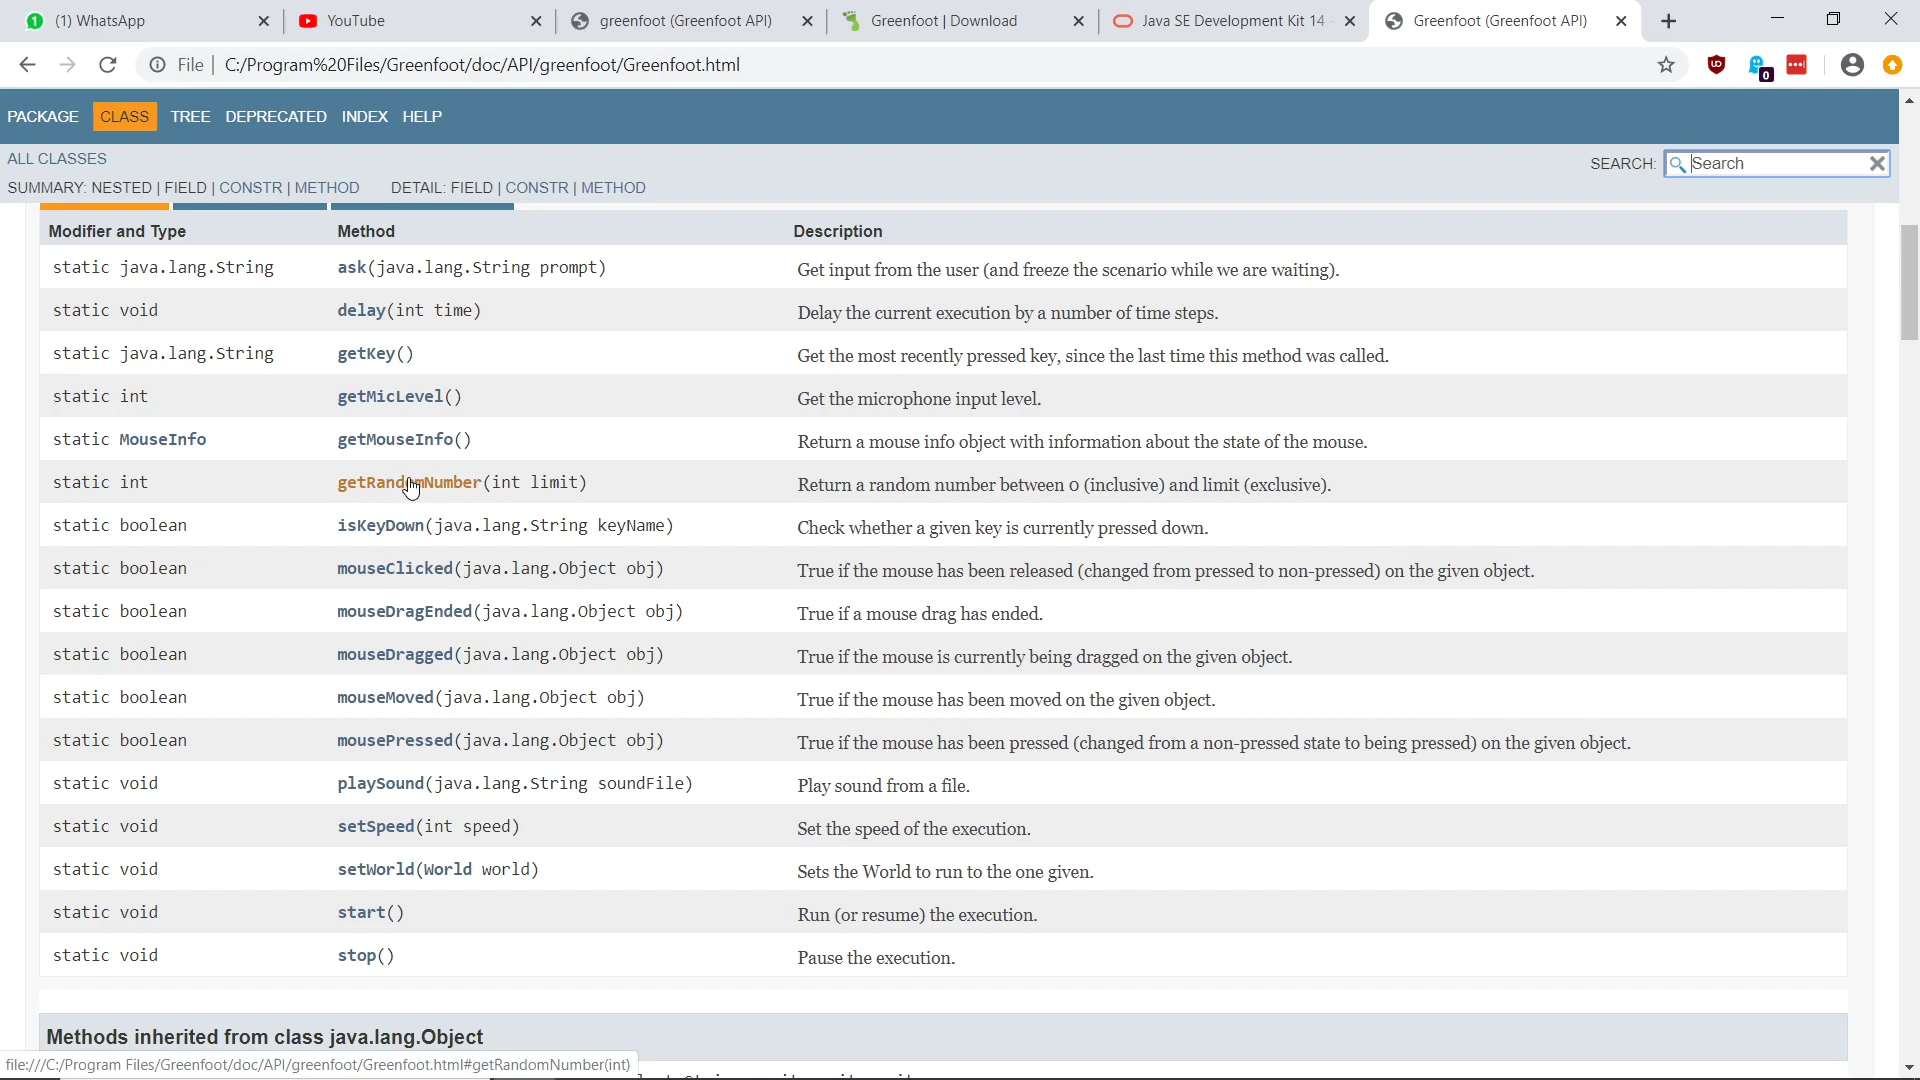 (1) WhatsApp
YouTube
greenfoot (Greenfoot API)
Greenfoot | Download
Java SE Development Kit 14
Greenfoot (Greenfoot API)
File | C:/Program%20Files/Greenfoot/doc/API/greenfoot/Greenfoot.html
0
PACKAGE CLASS TREE DEPRECATED INDEX HELP
ALL CLASSES
SEARCH: Search
SUMMARY: NESTED | FIELD | CONSTR | METHOD DETAIL: FIELD | CONSTR | METHOD
Modifier and Type Method Description
static java.lang.String ask(java.lang.String prompt) Get input from the user (and freeze the scenario while we are waiting).
static void delay(int time) Delay the current execution by a number of time steps.
static java.lang.String getKey() Get the most recently pressed key, since the last time this method was called.
static int getMicLevel() Get the microphone input level.
static MouseInfo getMouseInfo() Return a mouse info object with information about the state of the mouse.
static int getRandomNumber(int limit) Return a random number between 0 (inclusive) and limit (exclusive).
static boolean isKeyDown(java.lang.String keyName) Check whether a given key is currently pressed down.
static boolean mouseClicked(java.lang.Object obj) True if the mouse has been released (changed from pressed to non-pressed) on the given object.
static boolean mouseDragEnded(java.lang.Object obj) True if a mouse drag has ended.
static boolean mouseDragged(java.lang.Object obj) True if the mouse is currently being dragged on the given object.
static boolean mouseMoved(java.lang.Object obj) True if the mouse has been moved on the given object.
static boolean mousePressed(java.lang.Object obj) True if the mouse has been pressed (changed from a non-pressed state to being pressed) on the given object.
static void playSound(java.lang.String soundFile) Play sound from a file.
static void setSpeed(int speed) Set the speed of the execution.
static void setWorld(World world) Sets the World to run to the one given.
static void start() Run (or resume) the execution.
static void stop() Pause the execution.
Methods inherited from class java.lang.Object
file:///C:/Program Files/Greenfoot/doc/API/greenfoot/Greenfoot.html#getRandomNumber(int)